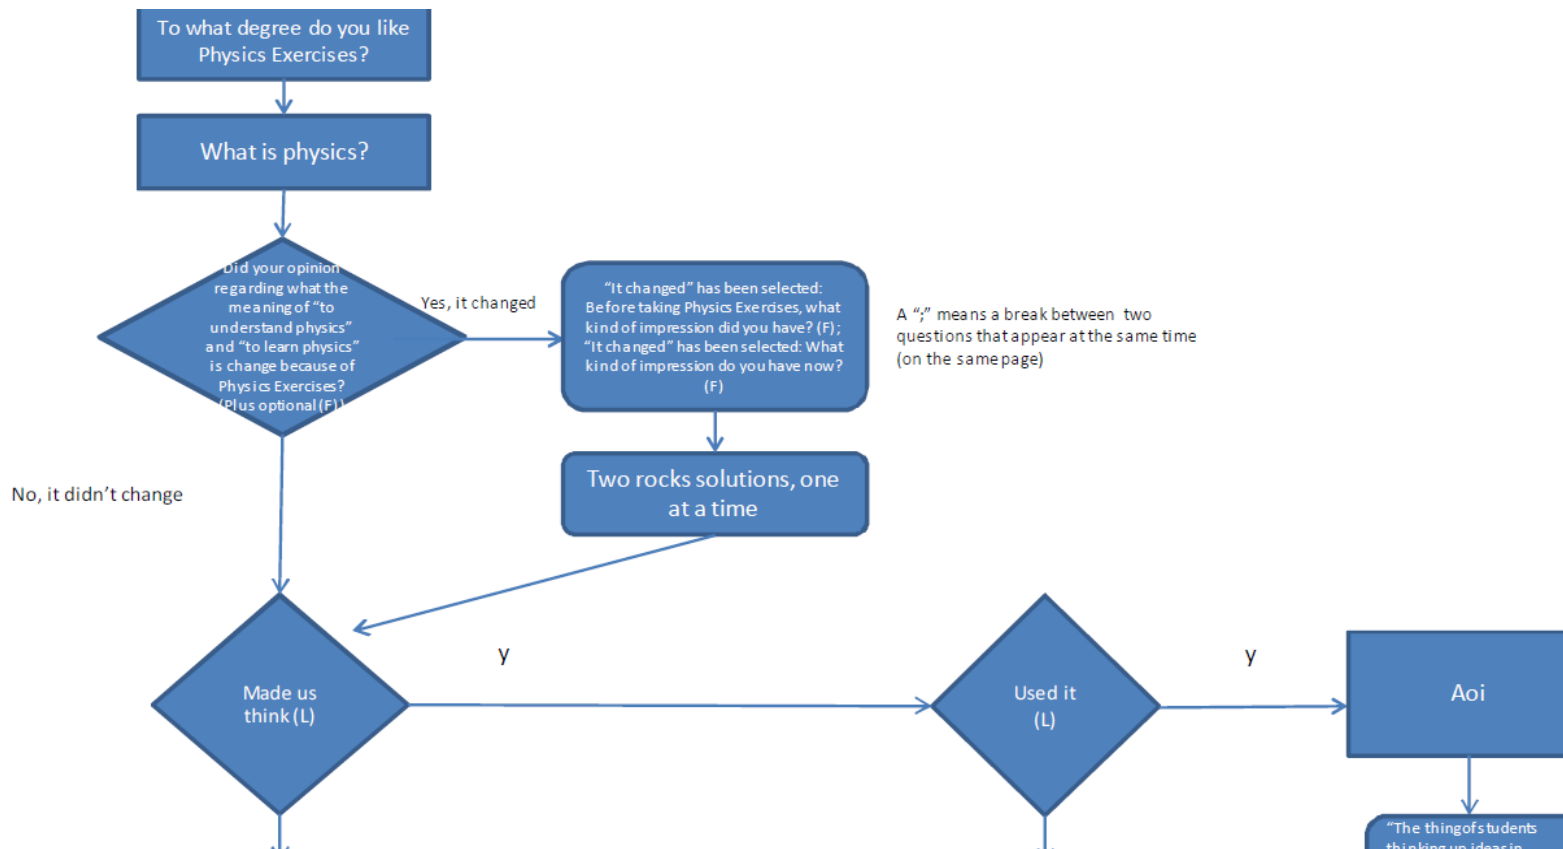 To what degree do you like
Physics Exercises?
What is physics?
Did your opinion
regarding what the
meaning of “to
understand physics”
and “to learn physics”
is change because of
Physics Exercises?
(Plus optional (F))
Yes, it changed
“It changed” has been selected:
Before taking Physics Exercises, what
kind of impression did you have? (F) ;
“It changed” has been selected: What
kind of impression do you have now?
(F)
A “;” means a break between two
questions that appear at the same time
(on the same page)
Two rocks solutions, one
at a time
No, it didn’t change
y
y
Made us
think (L)
Used it
(L)
Aoi
“The thing of students
thinking up ideas in